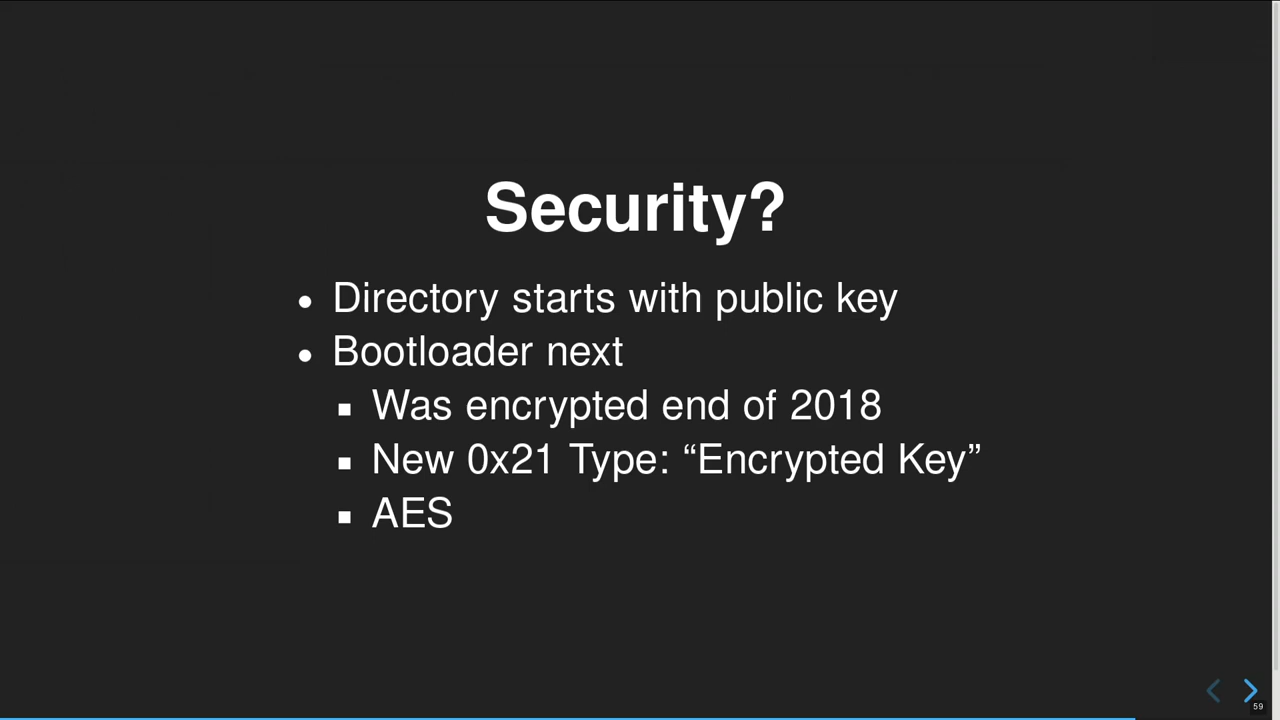 Security?
Directory starts with public key
Bootloader next
Was encrypted end of 2018
New 0x21 Type: “Encrypted Key”
AES
59